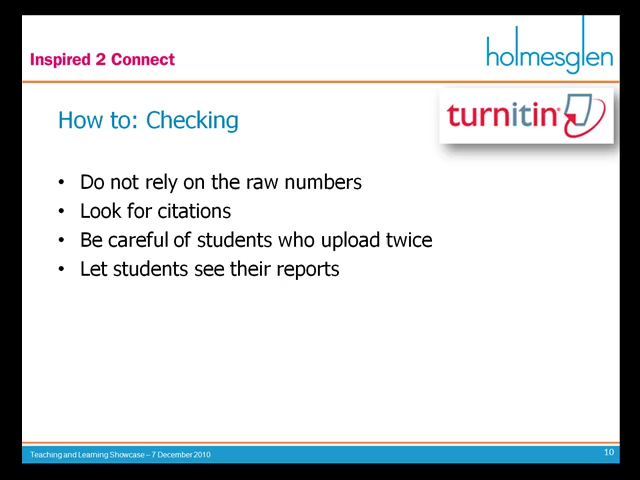 Inspired 2 Connect
holmesglen
How to: Checking
turnitin
• Do not rely on the raw numbers
• Look for citations
• Be careful of students who upload twice
• Let students see their reports
Teaching and Learning Showcase – 7 December 2010
10